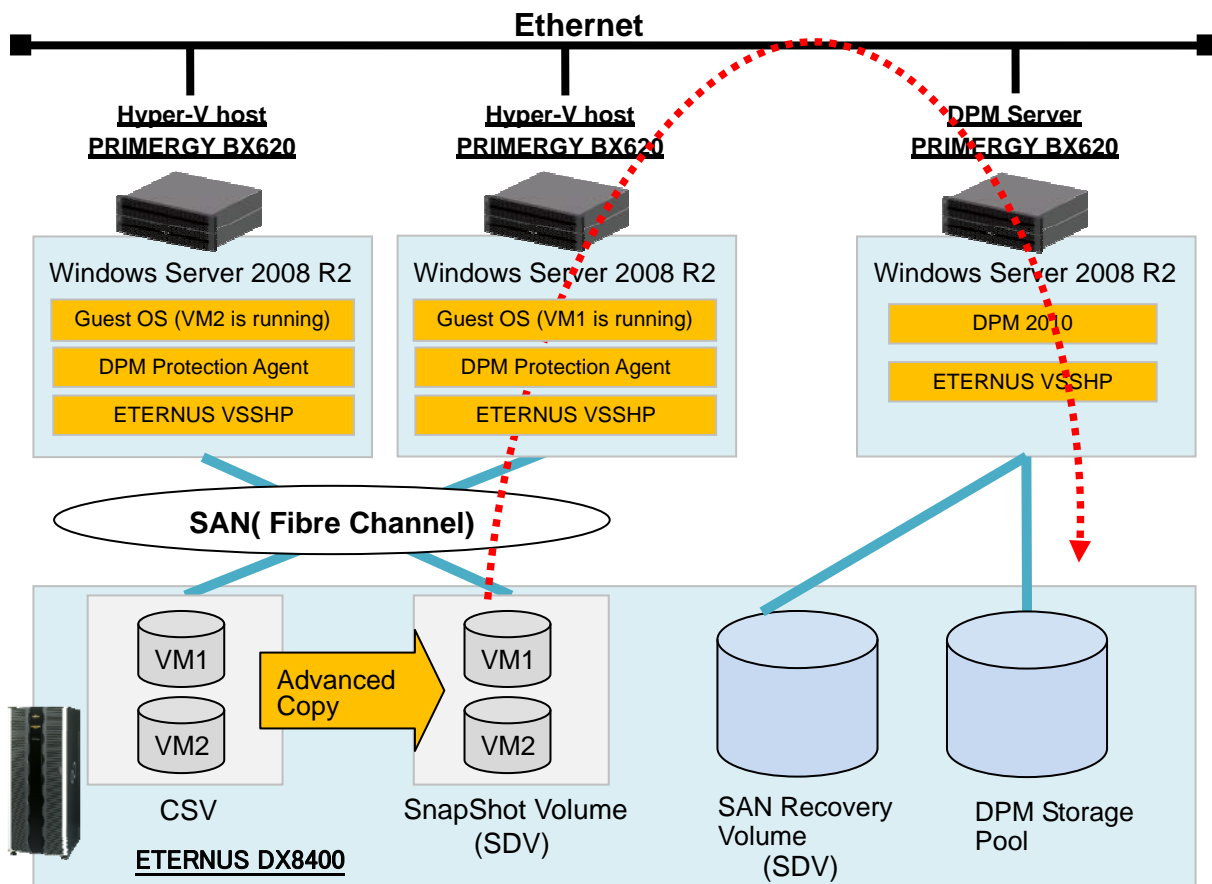 Ethernet
Hyper-V host
PRIMERGY BX620
Hyper-V host
PRIMERGY BX620
DPM Server
PRIMERGY BX620
Windows Server 2008 R2
Guest OS (VM2 is running)
DPM Protection Agent
ETERNUS VSSHP
Windows Server 2008 R2
Guest OS (VM1 is running)
DPM Protection Agent
ETERNUS VSSHP
Windows Server 2008 R2
DPM 2010
ETERNUS VSSHP
SAN( Fibre Channel)
VM1
VM2
Advanced
Copy
VM1
VM2
CSV
SnapShot Volume
(SDV)
SAN Recovery
Volume
(SDV)
DPM Storage
Pool
ETERNUS DX8400